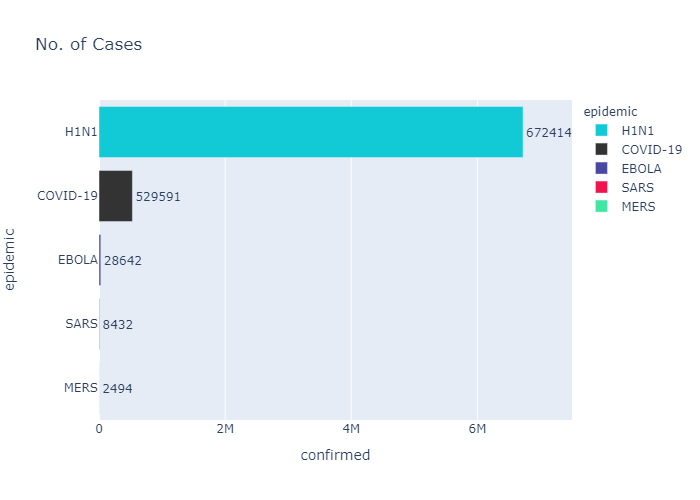 No. of Cases
epidemic
H1N1
COVID-19
EBOLA
SARS
MERS
672414
529591
28642
8432
2494
0
2M
4M
6M
confirmed
epidemic
H1N1
COVID-19
EBOLA
SARS
MERS